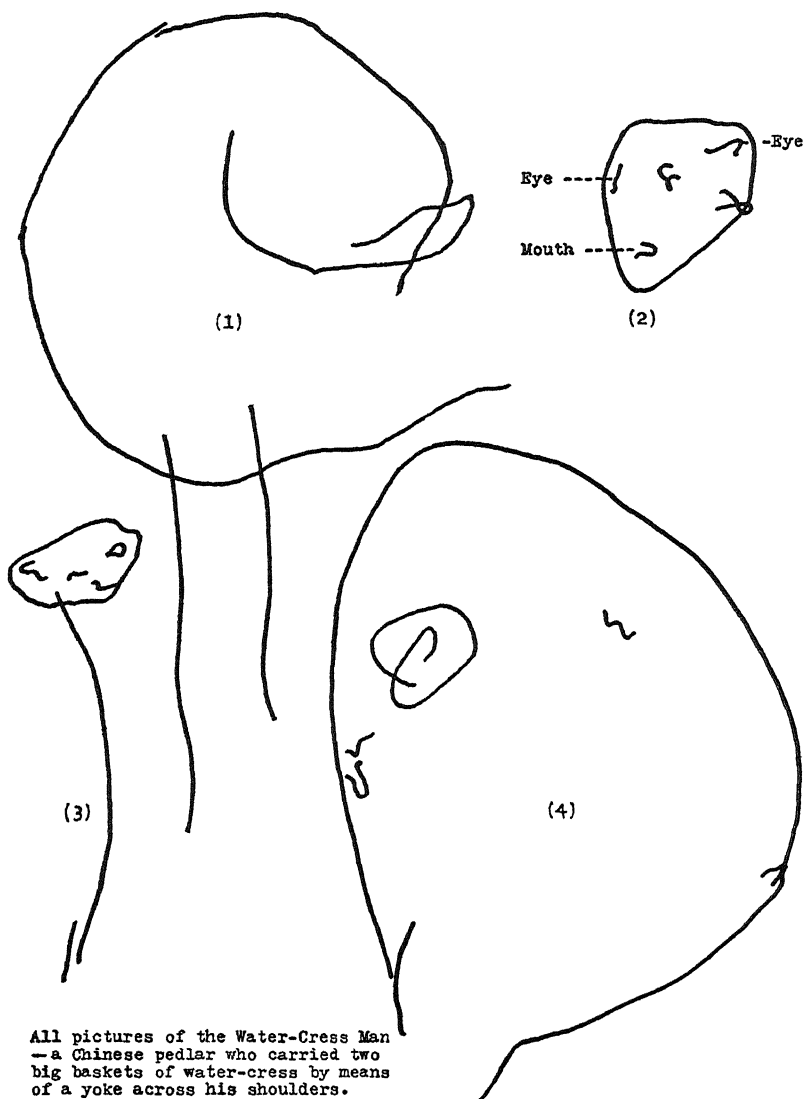 -Eye
Eye ----
Mouth ---
(2)
(1)
(3)
(4)
All pictures of the Water-Cress Man
—a Chinese pedlar who carried two
big baskets of water-cress by means
of a yoke across his shoulders.